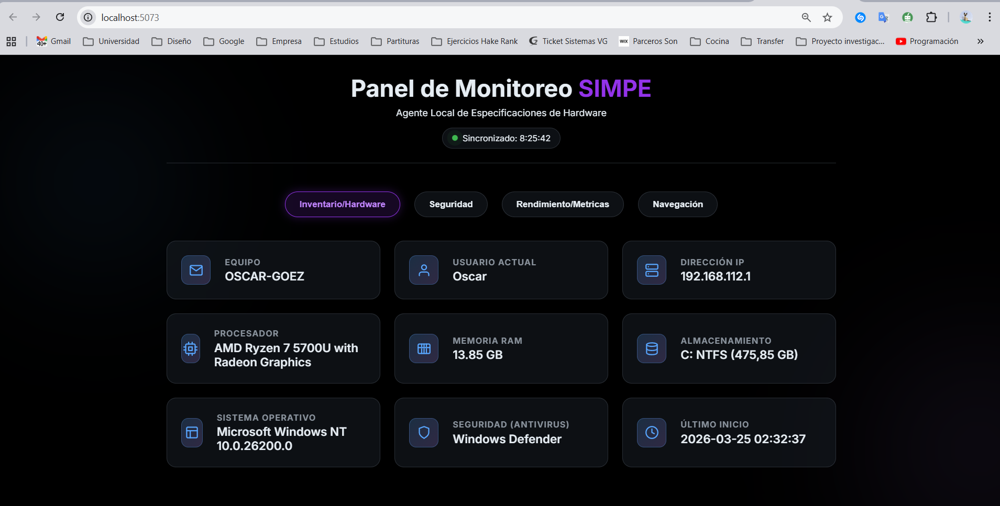 localhost:5073
40+ Gmail
Universidad
Diseño
Google
Empresa
Estudios
Partituras
Ejercicios Hake Rank
Ticket Sistemas VG
WIX Parceros Son
Cocina
Transfer
Proyecto investigac...
Programación
»
Panel de Monitoreo SIMPE
Agente Local de Especificaciones de Hardware
Sincronizado: 8:25:42
Inventario/Hardware
Seguridad
Rendimiento/Metricas
Navegación
EQUIPO
OSCAR-GOEZ
USUARIO ACTUAL
Oscar
DIRECCIÓN IP
192.168.112.1
PROCESADOR
AMD Ryzen 7 5700U with
Radeon Graphics
MEMORIA RAM
13.85 GB
ALMACENAMIENTO
C: NTFS (475,85 GB)
SISTEMA OPERATIVO
Microsoft Windows NT
10.0.26200.0
SEGURIDAD (ANTIVIRUS)
Windows Defender
ÚLTIMO INICIO
2026-03-25 02:32:37